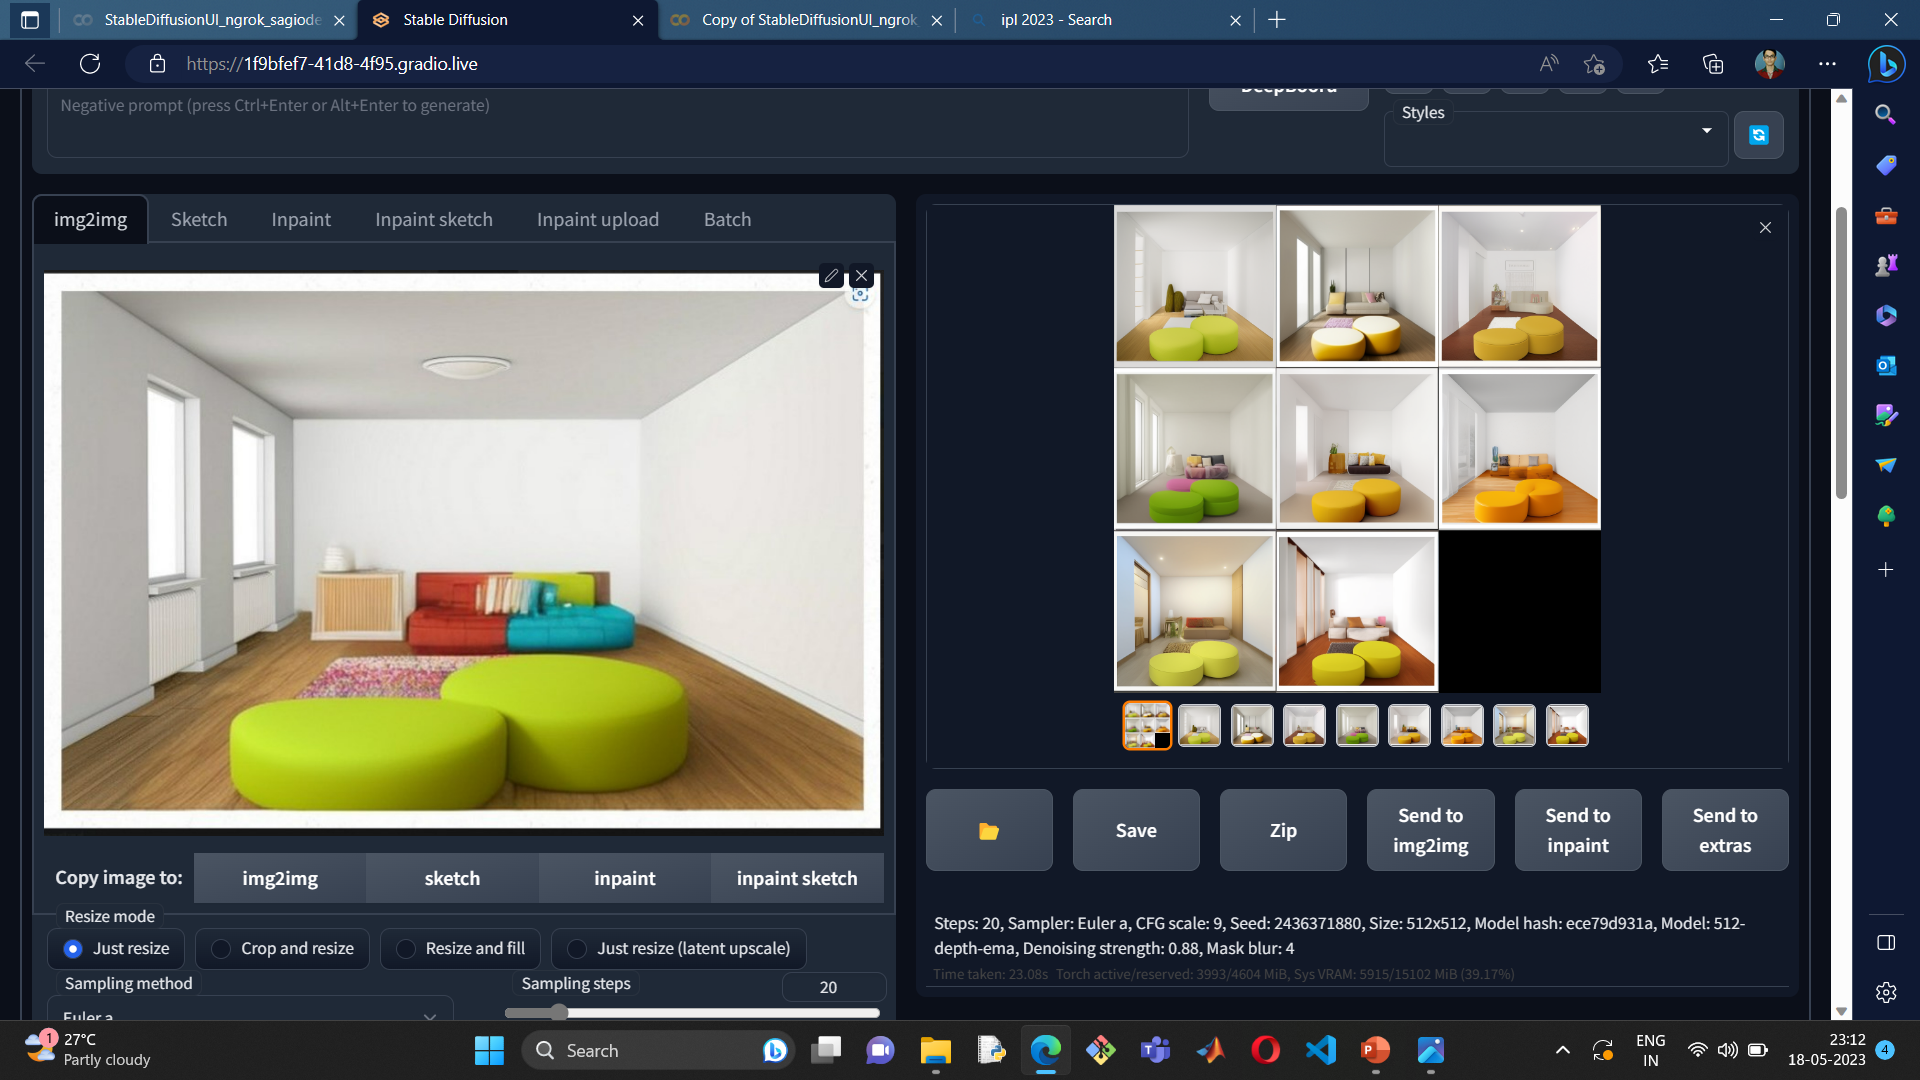 StableDiffusionUI_ngrok_sagiode
Stable Diffusion
Copy of StableDiffusionUI_ngrok
ipl 2023 - Search
https://1f9bfef7-41d8-4f95.gradio.live
Negative prompt (press Ctrl+Enter or Alt+Enter to generate)
DeepBooru
Styles
img2img
Sketch
Inpaint
Inpaint sketch
Inpaint upload
Batch
Copy image to:
img2img
sketch
inpaint
inpaint sketch
Resize mode
Just resize
Crop and resize
Resize and fill
Just resize (latent upscale)
Sampling method
Euler a
Sampling steps
20
Save
Zip
Send to
img2img
Send to
inpaint
Send to
extras
Steps: 20, Sampler: Euler a, CFG scale: 9, Seed: 2436371880, Size: 512x512, Model hash: ece79d931a, Model: 512-
depth-ema, Denoising strength: 0.88, Mask blur: 4
Time taken: 23.08s Torch active/reserved: 3993/4604 MiB, Sys VRAM: 5915/15102 MiB (39.17%)
1
27°C
Partly cloudy
Search
ENG
IN
23:12
18-05-2023
4